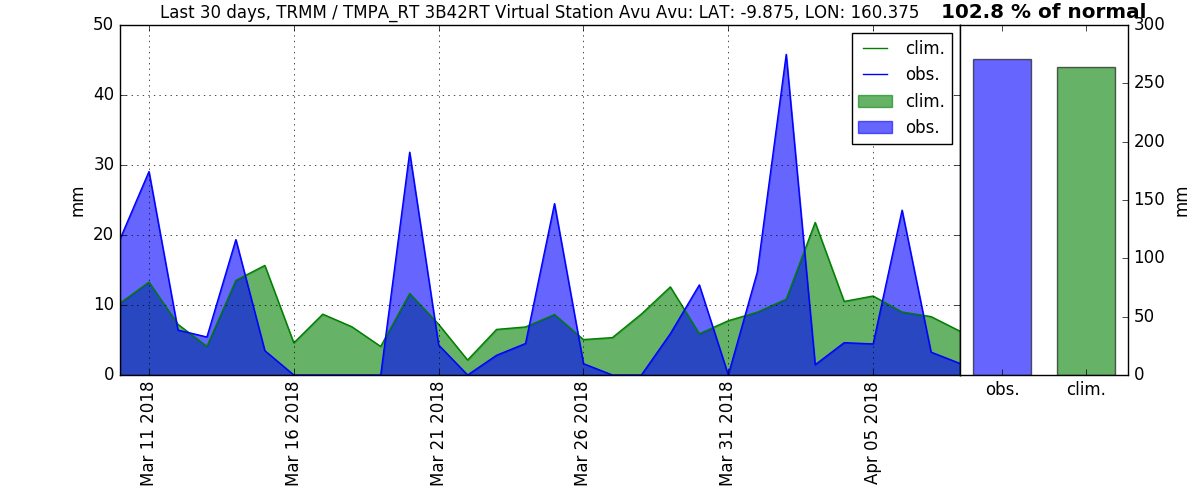 Last 30 days, TRMM / TMPA_RT 3B42RT Virtual Station Avu Avu: LAT: -9.875, LON: 160.375
102.8 % of normal
50
40
30
20
10
0
mm
clim.
obs.
clim.
obs.
Mar 11 2018
Mar 16 2018
Mar 21 2018
Mar 26 2018
Mar 31 2018
Apr 05 2018
300
250
200
150
100
50
0
mm
obs.
clim.